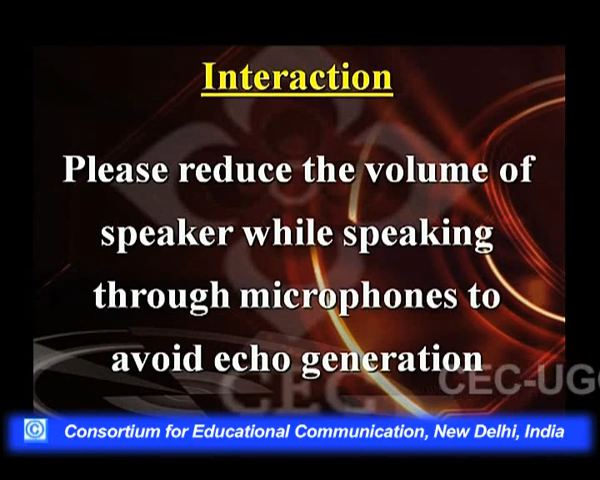 Interaction
Please reduce the volume of
speaker while speaking
through microphones to
avoid echo generation
CEC
CEC-UG
© Consortium for Educational Communication, New Delhi, India